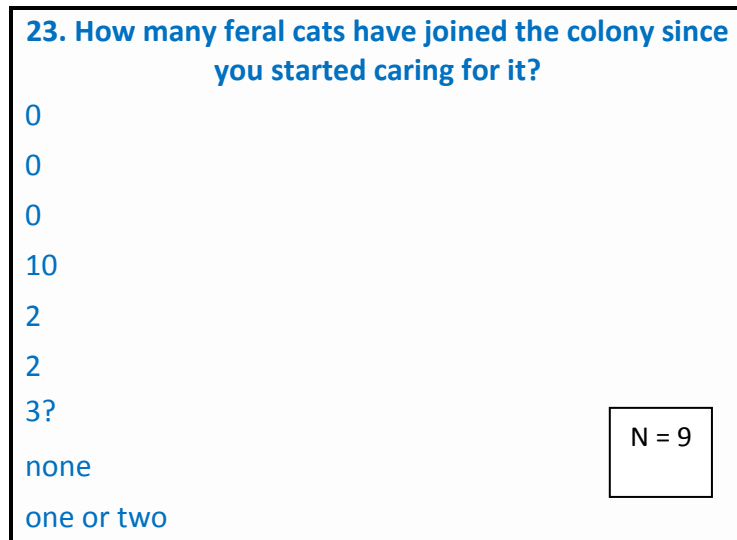 23. How many feral cats have joined the colony since
you started caring for it?
0
0
0
10
2
2
3?
none
one or two
N = 9